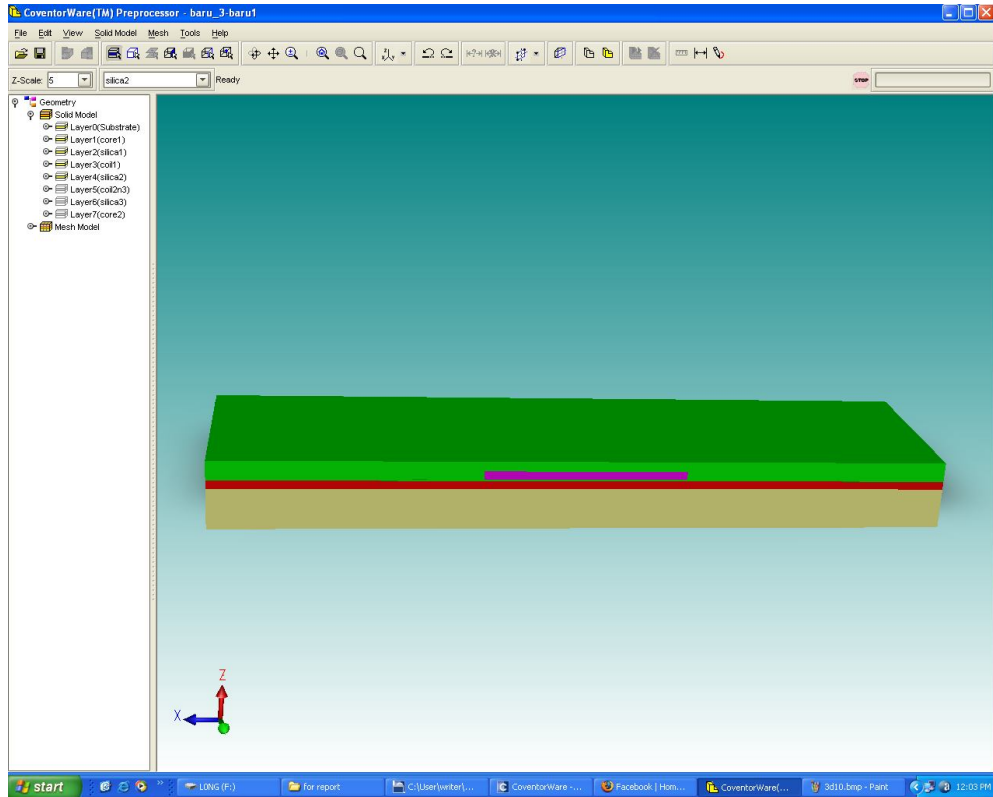 CoventorWare(TM) Preprocessor - baru_3-baru1
File Edit View Solid Model Mesh Tools Help
Z-Scale: 5 silica2 Ready STOP
Geometry
Solid Model
Layer0(Substrate)
Layer1(core1)
Layer2(silica1)
Layer3(coil1)
Layer4(silica2)
Layer5(coil2n3)
Layer6(silica3)
Layer7(core2)
Mesh Model
Z
X
start LONG (F:) for report C:\User\writer\... CoventorWare -... Facebook | Hom... CoventorWare(... 3d10.bmp - Paint 12:03 PM